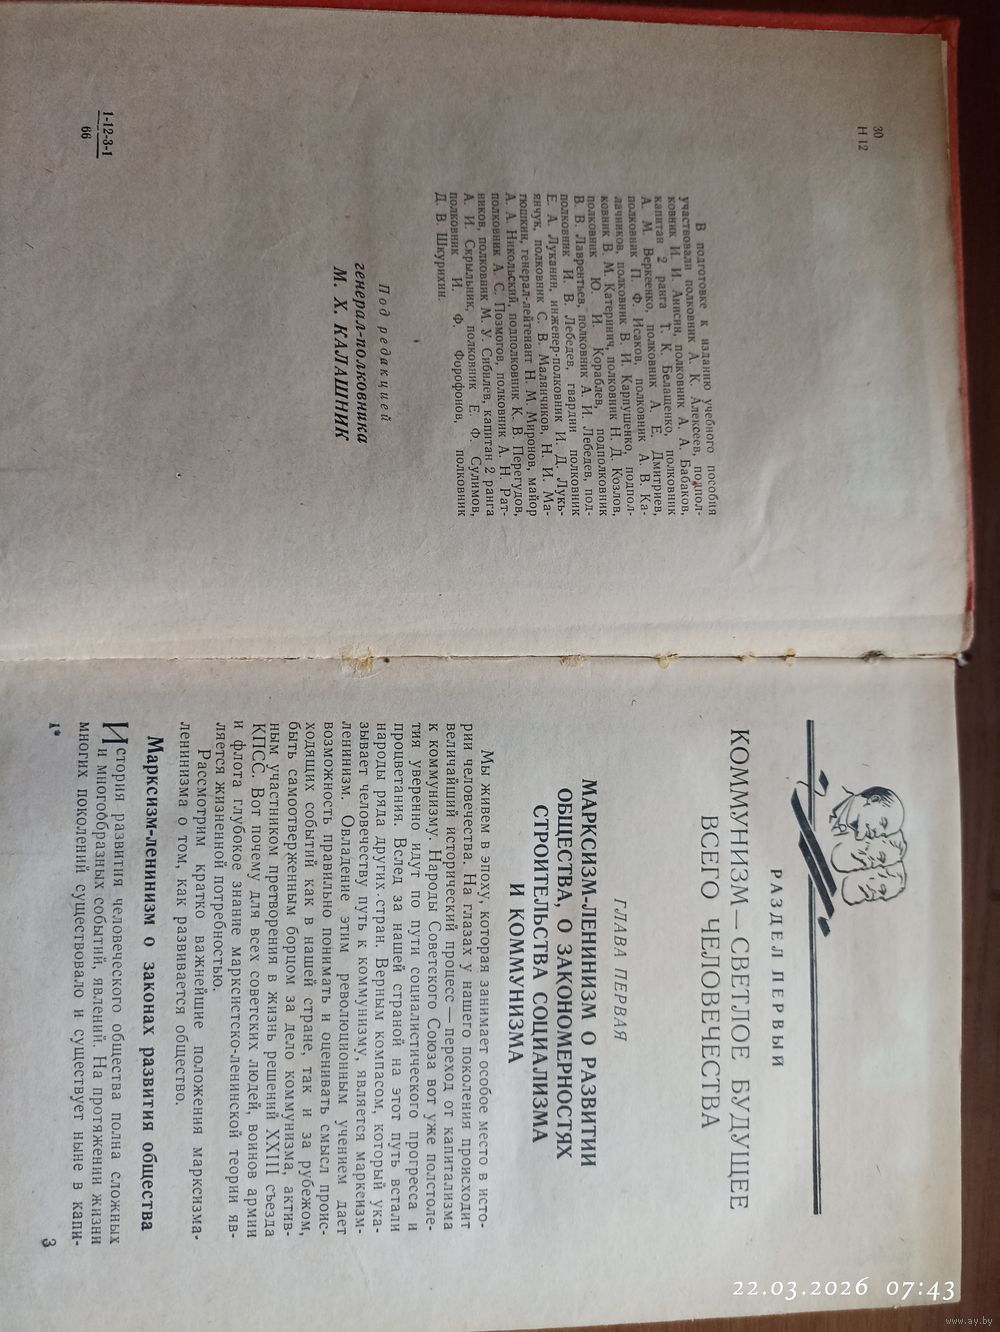 30
Н 12
В подготовке к изданию учебного пособия
участвовали полковник А. К. Алексеев, подпол-
ковник И. И. Анисин, полковник А. А. Бабаков,
капитан 2 ранга Т. К. Белащенко, полковник
А. М. Веркеенко, полковник А. Е. Дмитриев,
полковник П. Ф. Исаков, полковник А. В. Ка-
лачников, полковник В. И. Карпушенко, подпол-
ковник В. М. Катеринич, полковник Н. Д. Козлов,
полковник Ю. И. Кораблев, подполковник
В. В. Лаврентьев, полковник А. И. Лебедев, под-
полковник И. В. Лебедев, гвардии полковник
Е. А. Луканин, инженер-полковник И. Д. Лукь-
янчук, полковник С. В. Малянчиков, Н. И. Ма-
тюшкин, генерал-лейтенант Н. М. Миронов, майор
А. А. Никольский, подполковник К. В. Перегудов,
полковник А. С. Позмогов, полковник А. Н. Рат-
ников, полковник М. У. Сибилев, капитан 2 ранга
А. И. Скрыльник, полковник Е. Ф. Сулимов,
полковник И. Ф. Форофонов, полковник
Д. В. Шкурихин.
Под редакцией
генерал-полковника
М. Х. КАЛАШНИК
1-12-3-1
66
РАЗДЕЛ ПЕРВЫЙ
КОММУНИЗМ — СВЕТЛОЕ БУДУЩЕЕ
ВСЕГО ЧЕЛОВЕЧЕСТВА
ГЛАВА ПЕРВАЯ
МАРКСИЗМ-ЛЕНИНИЗМ О РАЗВИТИИ
ОБЩЕСТВА, О ЗАКОНОМЕРНОСТЯХ
СТРОИТЕЛЬСТВА СОЦИАЛИЗМА
И КОММУНИЗМА
Мы живем в эпоху, которая занимает особое место в исто-
рии человечества. На глазах у нашего поколения происходит
величайший исторический процесс — переход от капитализма
к коммунизму. Народы Советского Союза вот уже полстоле-
тия уверенно идут по пути социалистического прогресса и
процветания. Вслед за нашей страной на этот путь встали
народы ряда других стран. Верным компасом, который ука-
зывает человечеству путь к коммунизму, является марксизм-
ленинизм. Овладение этим революционным учением дает
возможность правильно понимать и оценивать смысл проис-
ходящих событий как в нашей стране, так и за рубежом,
быть самоотверженным борцом за дело коммунизма, актив-
ным участником претворения в жизнь решений XXIII съезда
КПСС. Вот почему для всех советских людей, воинов армии
и флота глубокое знание марксистско-ленинской теории яв-
ляется жизненной потребностью.
Рассмотрим кратко важнейшие положения марксизма-
ленинизма о том, как развивается общество.
Марксизм-ленинизм о законах развития общества
История развития человеческого общества полна сложных
и многообразных событий, явлений. На протяжении жизни
многих поколений существовало и существует ныне в капи-
1*
3
22.03.2026 07:43
www.ay.by